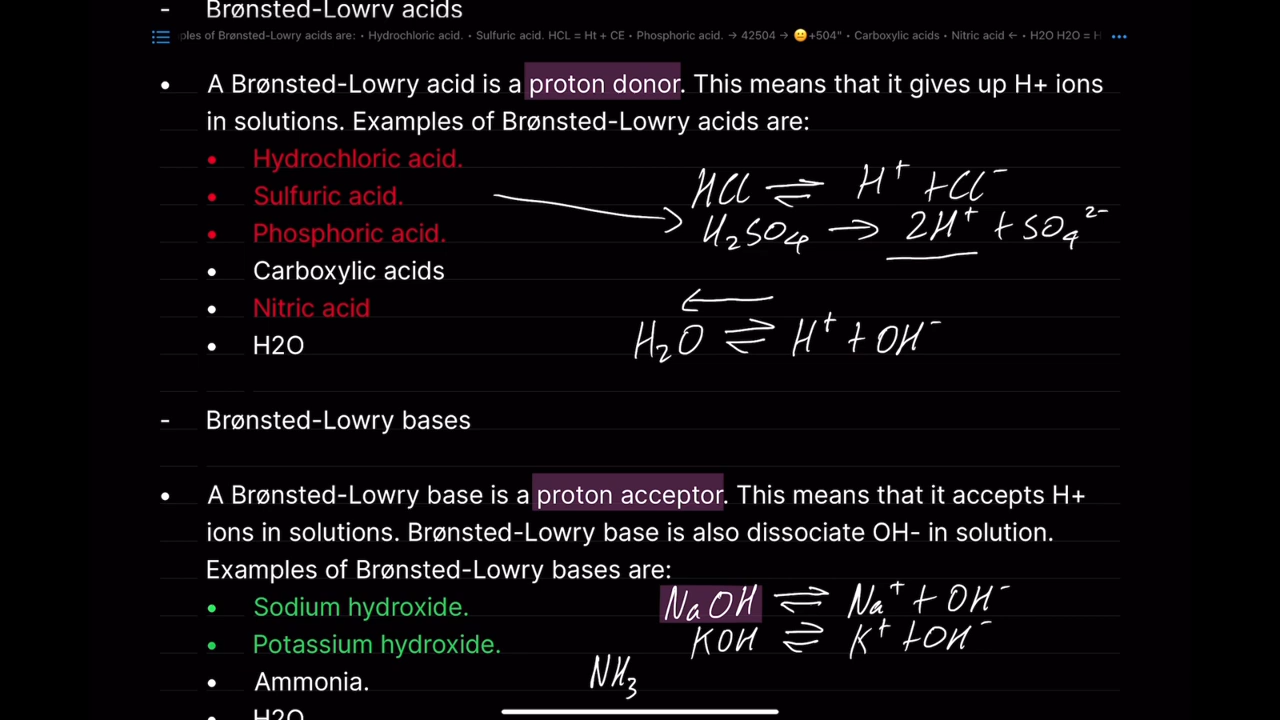 - Brønsted-Lowry acids
ples of Brønsted-Lowry acids are: • Hydrochloric acid. • Sulfuric acid. HCL = Ht + CE • Phosphoric acid. → 42504 → 😀+504" • Carboxylic acids • Nitric acid ← • H2O H2O = H
• A Brønsted-Lowry acid is a proton donor. This means that it gives up H+ ions
in solutions. Examples of Brønsted-Lowry acids are:
• Hydrochloric acid.
HCl ⇌ H⁺ + Cl⁻
• Sulfuric acid.
H₂SO₄ → 2H⁺ + SO₄²⁻
• Phosphoric acid.
• Carboxylic acids
• Nitric acid
• H2O
H₂O ⇌ H⁺ + OH⁻
- Brønsted-Lowry bases
• A Brønsted-Lowry base is a proton acceptor. This means that it accepts H+
ions in solutions. Brønsted-Lowry base is also dissociate OH- in solution.
Examples of Brønsted-Lowry bases are:
• Sodium hydroxide.
NaOH ⇌ Na⁺ + OH⁻
• Potassium hydroxide.
KOH ⇌ K⁺ + OH⁻
• Ammonia.
NH₃
• H2O